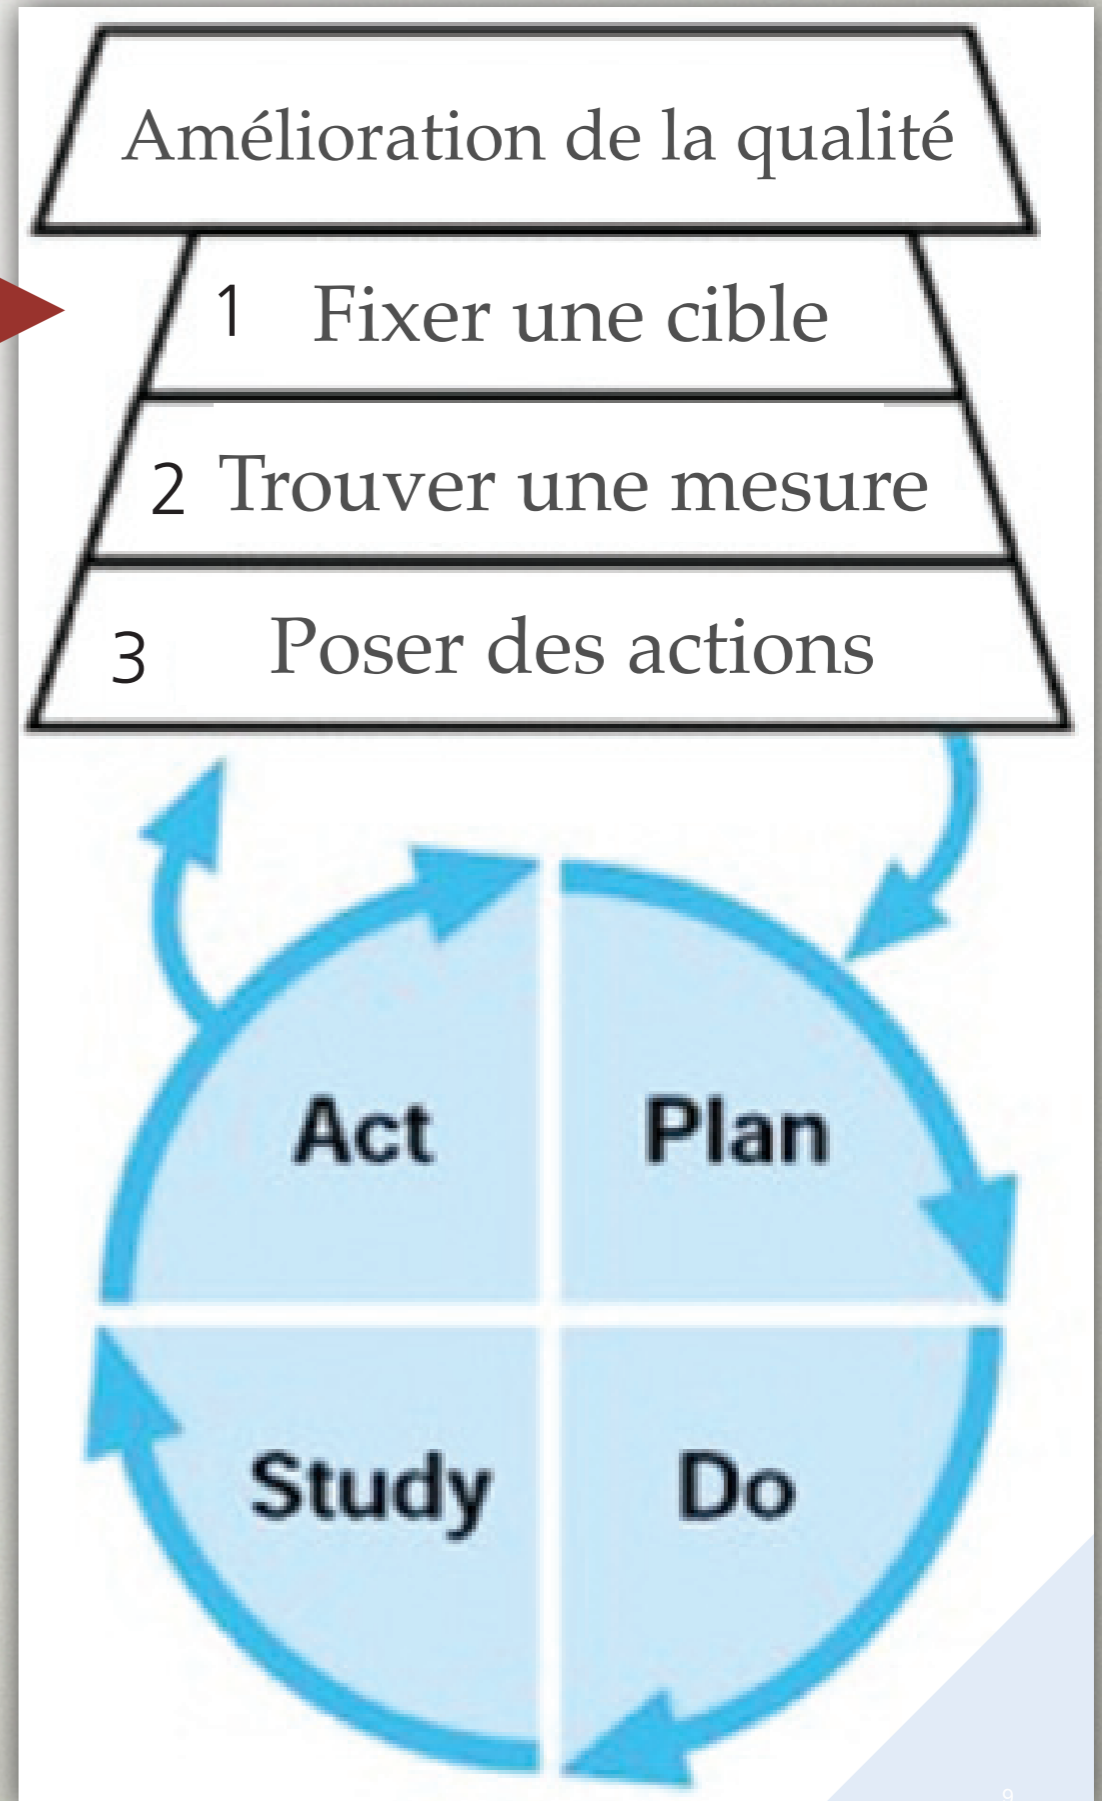 Amélioration de la qualité
1 Fixer une cible
2 Trouver une mesure
3 Poser des actions
Act Plan
Study Do
9